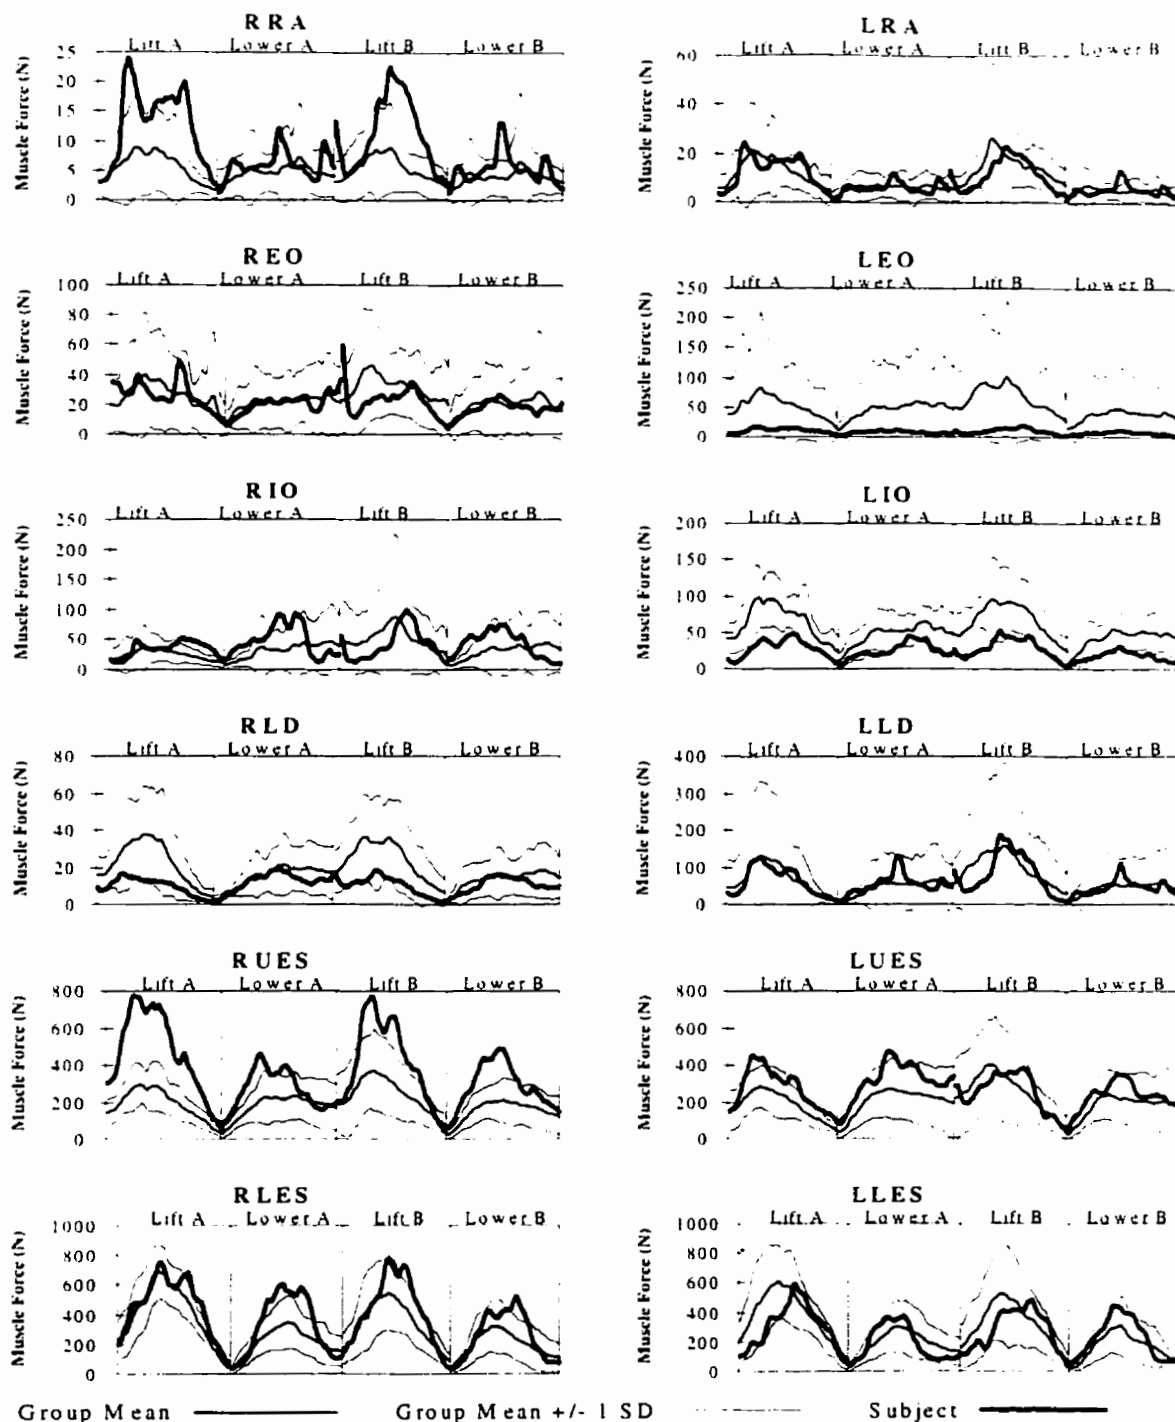 RRA
Lift A Lower A Lift B Lower B
25
20
15
10
5
0
Muscle Force (N)
LRA
Lift A Lower A Lift B Lower B
60
40
20
0
Muscle Force (N)
REO
Lift A Lower A Lift B Lower B
100
80
60
40
20
0
Muscle Force (N)
LEO
Lift A Lower A Lift B Lower B
250
200
150
100
50
0
Muscle Force (N)
RIO
Lift A Lower A Lift B Lower B
250
200
150
100
50
0
Muscle Force (N)
LIO
Lift A Lower A Lift B Lower B
200
150
100
50
0
Muscle Force (N)
RLD
Lift A Lower A Lift B Lower B
80
60
40
20
0
Muscle Force (N)
LLD
Lift A Lower A Lift B Lower B
400
300
200
100
0
Muscle Force (N)
RUES
Lift A Lower A Lift B Lower B
800
600
400
200
0
Muscle Force (N)
LUES
Lift A Lower A Lift B Lower B
800
600
400
200
0
Muscle Force (N)
RLES
Lift A Lower A Lift B Lower B
1000
800
600
400
200
0
Muscle Force (N)
LLES
Lift A Lower A Lift B Lower B
1000
800
600
400
200
0
Muscle Force (N)
Group Mean Group Mean +/- 1 SD Subject